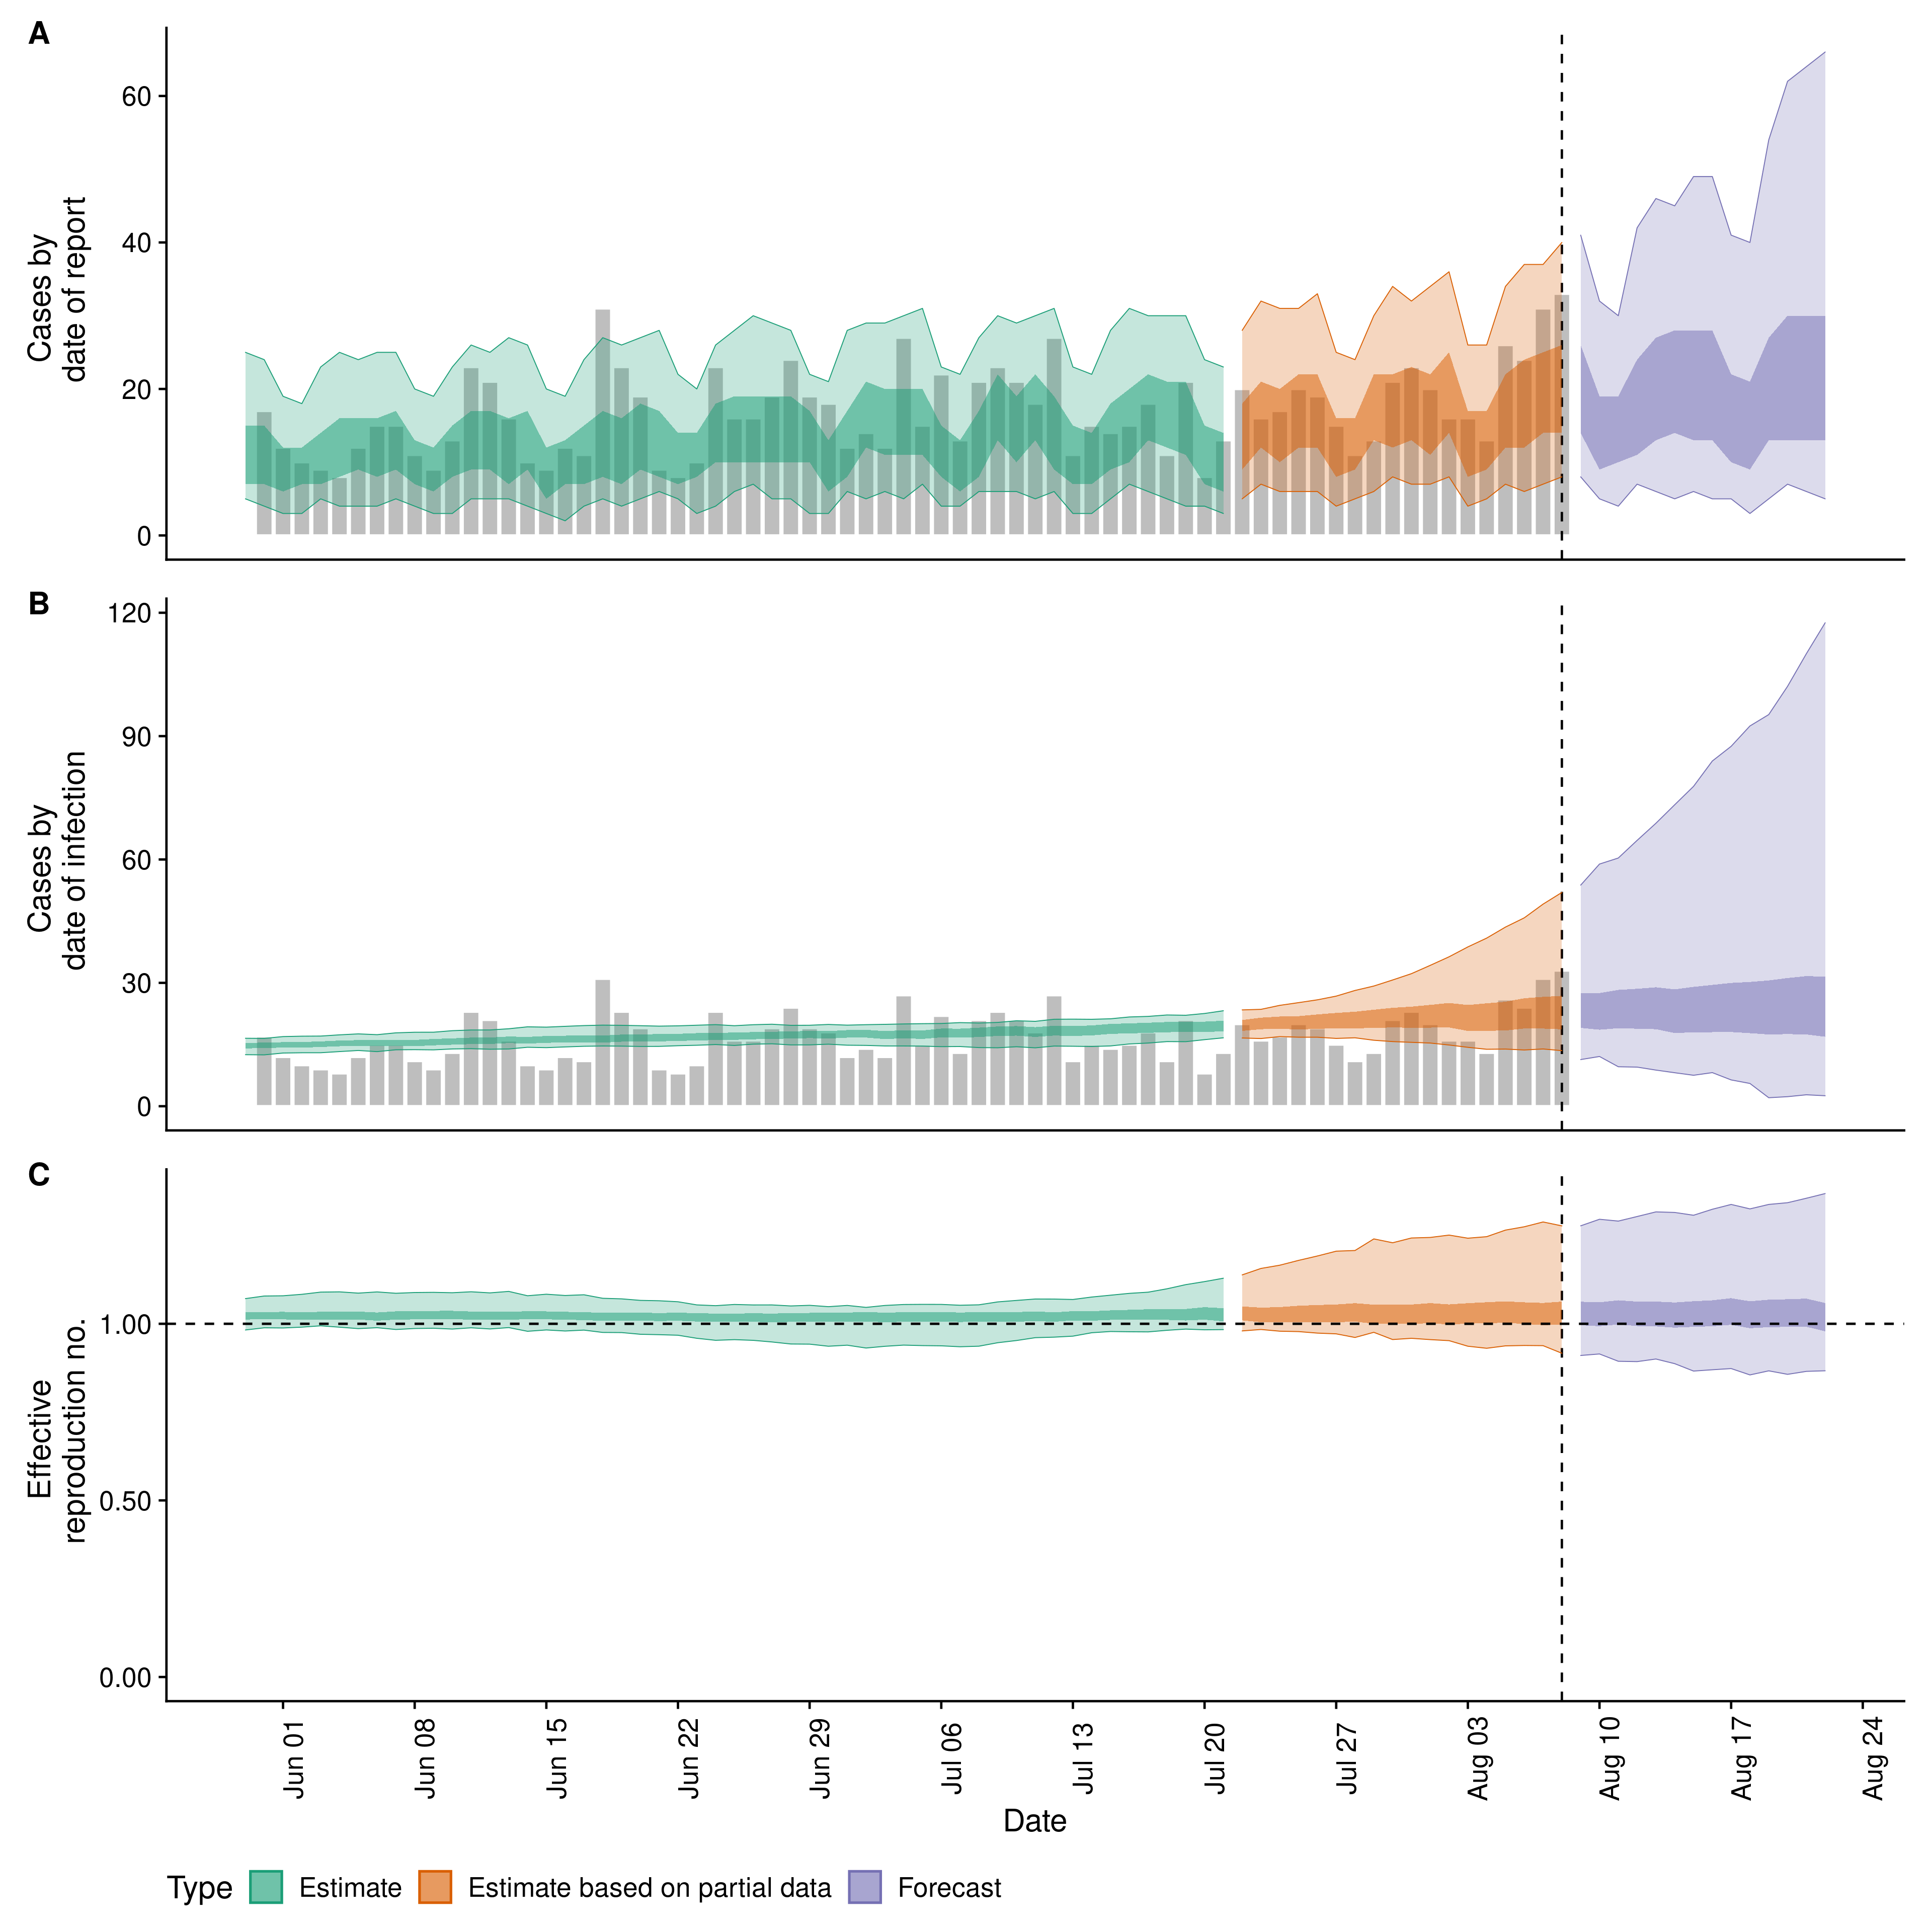 A
Cases by
date of report
60
40
20
0
B
Cases by
date of infection
120
90
60
30
0
C
Effective
reproduction no.
1.00
0.50
0.00
Jun 01
Jun 08
Jun 15
Jun 22
Jun 29
Jul 06
Jul 13
Jul 20
Jul 27
Aug 03
Aug 10
Aug 17
Aug 24
Date
Type Estimate Estimate based on partial data Forecast